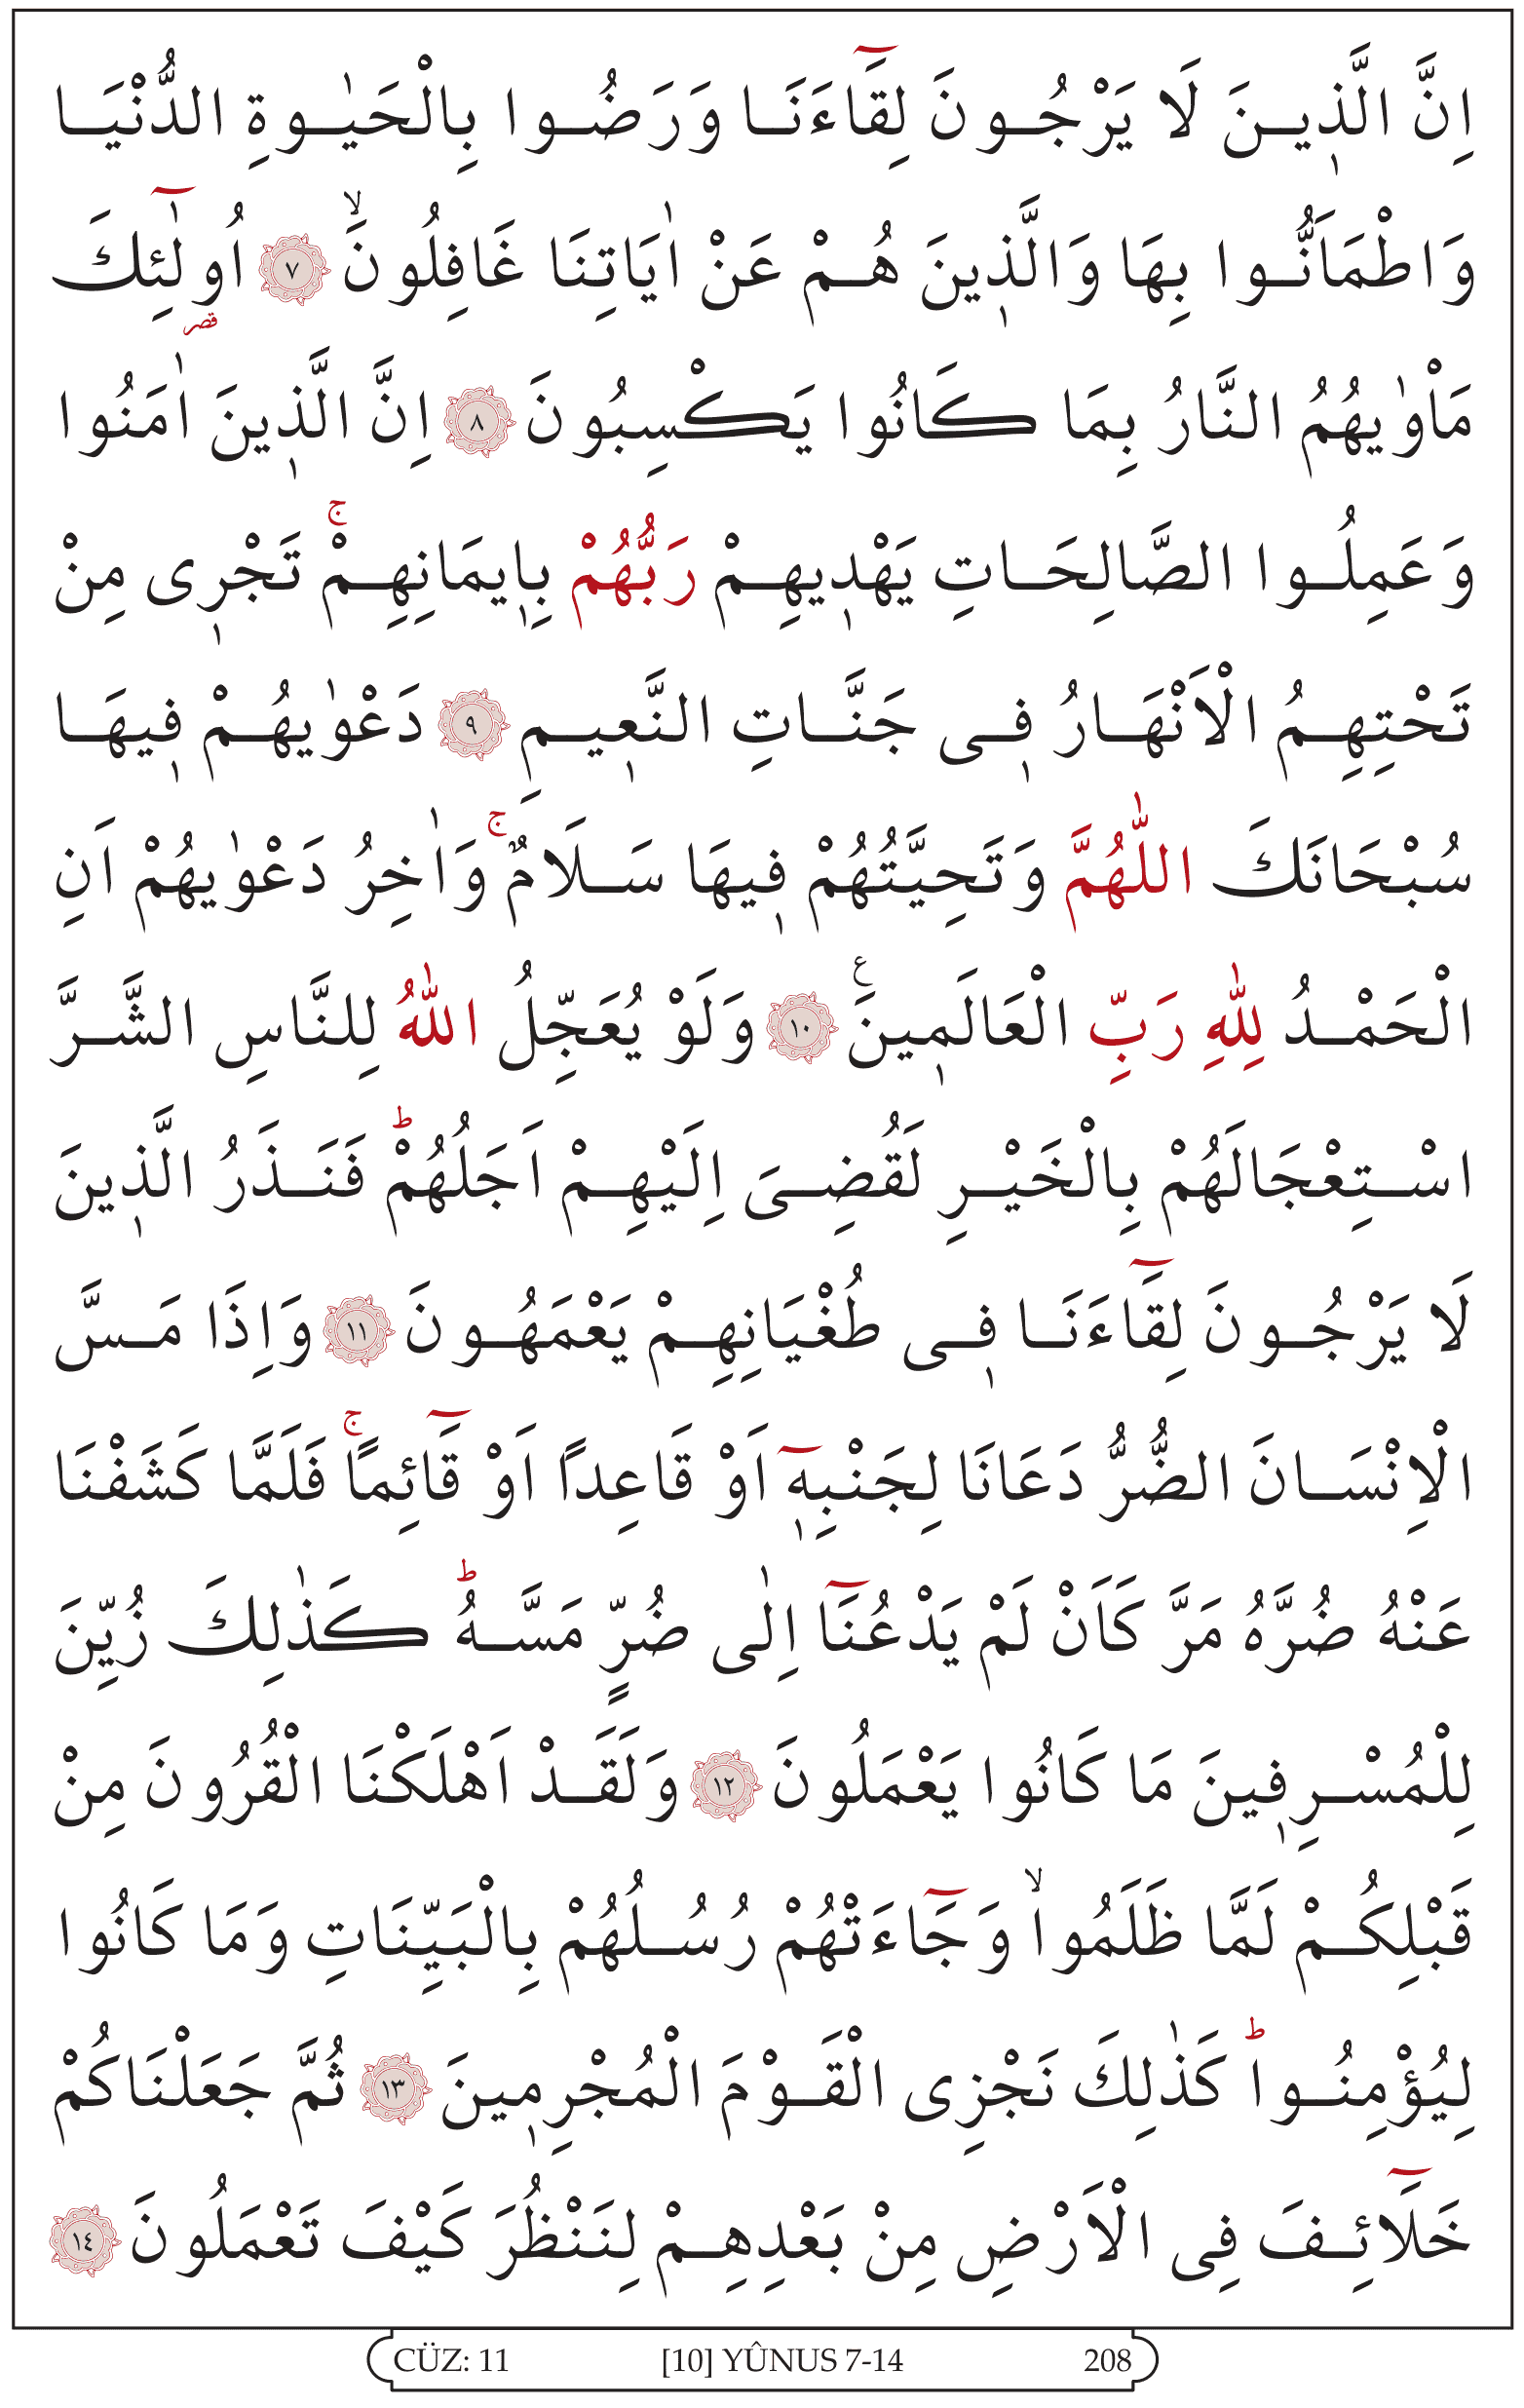 اِنَّ الَّذ۪ينَ لَا يَرْجُونَ لِقَٓاءَنَا وَرَضُوا بِالْحَيٰوةِ الدُّنْيَا
وَاطْمَاَنُّوا بِهَا وَالَّذ۪ينَ هُمْ عَنْ اٰيَاتِنَا غَافِلُونَۙ ﴿٧﴾ اُو۬لٰٓئِكَ
مَأْوٰيهُمُ النَّارُ بِمَا كَانُوا يَكْسِبُونَ ﴿٨﴾ اِنَّ الَّذ۪ينَ اٰمَنُوا
وَعَمِلُوا الصَّالِحَاتِ يَهْد۪يهِمْ رَبُّهُمْ بِا۪يمَانِهِمْۚ تَجْر۪ى مِنْ
تَحْتِهِمُ الْاَنْهَارُ ف۪ى جَنَّاتِ النَّع۪يمِ ﴿٩﴾ دَعْوٰيهُمْ ف۪يهَا
سُبْحَانَكَ اللّٰهُمَّ وَتَحِيَّتُهُمْ ف۪يهَا سَلَامٌۚ وَاٰخِرُ دَعْوٰيهُمْ اَنِ
الْحَمْدُ لِلّٰهِ رَبِّ الْعَالَم۪ينَ۟ ﴿١٠﴾ وَلَوْ يُعَجِّلُ اللّٰهُ لِلنَّاسِ الشَّرَّ
اسْتِعْجَالَهُمْ بِالْخَيْرِ لَقُضِىَ اِلَيْهِمْ اَجَلُهُمْۜ فَنَذَرُ الَّذ۪ينَ
لَا يَرْجُونَ لِقَٓاءَنَا ف۪ى طُغْيَانِهِمْ يَعْمَهُونَ ﴿١١﴾ وَاِذَا مَسَّ
الْاِنْسَانَ الضُّرُّ دَعَانَا لِجَنْبِه۪ٓ اَوْ قَاعِدًا اَوْ قَٓائِمًاۚ فَلَمَّا كَشَفْنَا
عَنْهُ ضُرَّهُ مَرَّ كَاَنْ لَمْ يَدْعُنَٓا اِلٰى ضُرٍّ مَسَّهُۜ كَذٰلِكَ زُيِّنَ
لِلْمُسْرِف۪ينَ مَا كَانُوا يَعْمَلُونَ ﴿١٢﴾ وَلَقَدْ اَهْلَكْنَا الْقُرُونَ مِنْ
قَبْلِكُمْ لَمَّا ظَلَمُواۙ وَجَٓاءَتْهُمْ رُسُلُهُمْ بِالْبَيِّنَاتِ وَمَا كَانُوا
لِيُؤْمِنُواۜ كَذٰلِكَ نَجْزِى الْقَوْمَ الْمُجْرِم۪ينَ ﴿١٣﴾ ثُمَّ جَعَلْنَاكُمْ
خَلَٓائِفَ فِى الْاَرْضِ مِنْ بَعْدِهِمْ لِنَنْظُرَ كَيْفَ تَعْمَلُونَ ﴿١٤﴾
CÜZ: 11 [10] YÛNUS 7-14 208